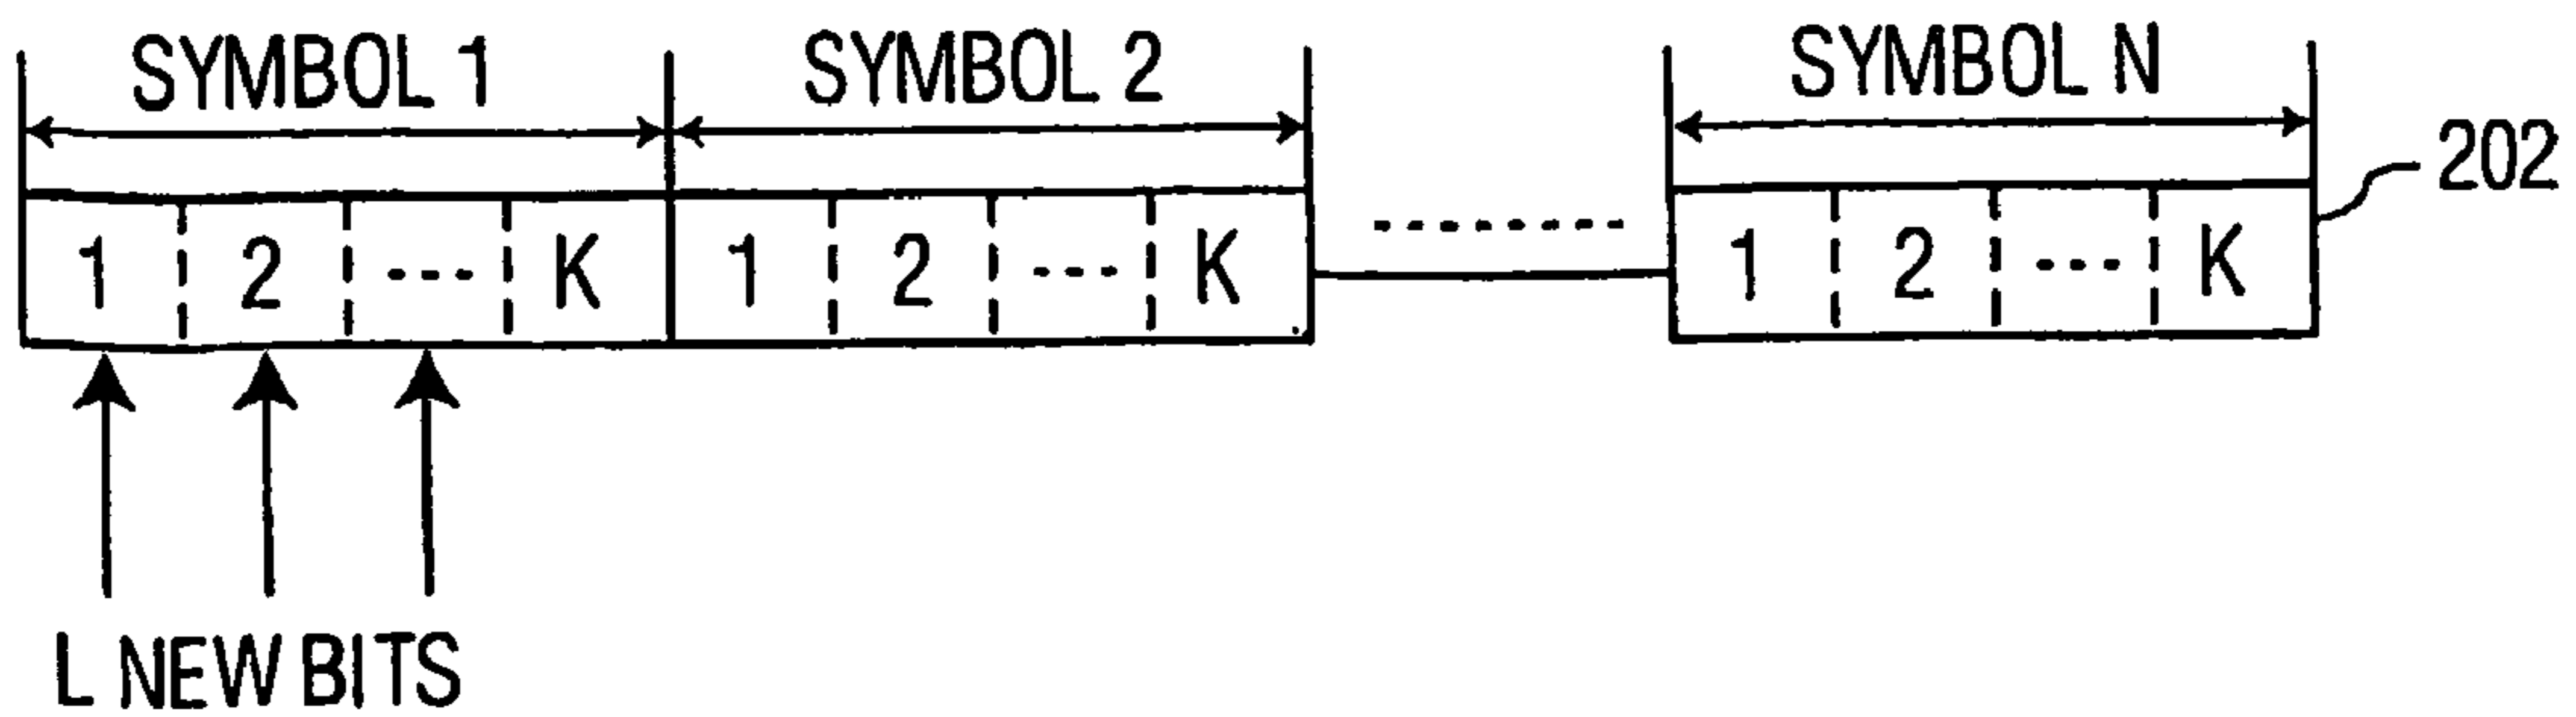 SYMBOL 1 SYMBOL 2 SYMBOL N
202
1 2 --- K 1 2 --- K ........ 1 2 --- K
L NEW BITS